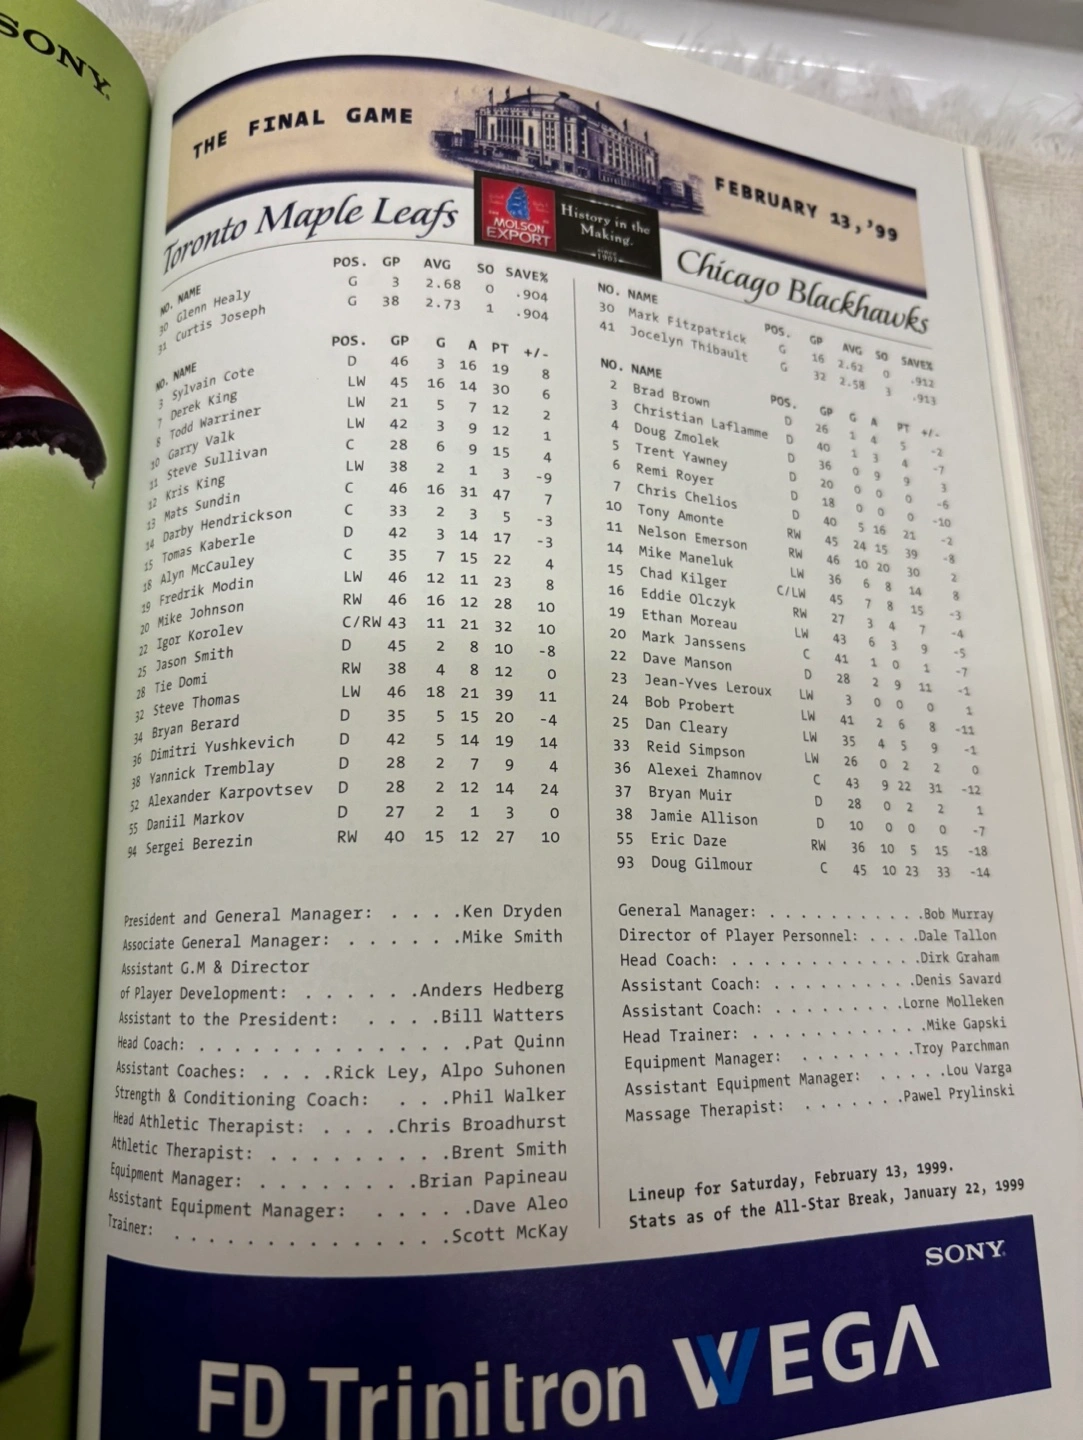 SONY.
THE FINAL GAME
FEBRUARY 13,'99
MOLSON
EXPORT
History in the
Making.
since
1903
Toronto Maple Leafs
NO. NAME POS. GP AVG SO SAVE%
30 Glenn Healy G 3 2.68 0 .904
31 Curtis Joseph G 38 2.73 1 .904
NO. NAME POS. GP G A PT +/-
3 Sylvain Cote D 46 3 16 19 8
7 Derek King LW 45 16 14 30 6
8 Todd Warriner LW 21 5 7 12 2
10 Garry Valk LW 42 3 9 12 1
11 Steve Sullivan C 28 6 9 15 4
12 Kris King LW 38 2 1 3 -9
13 Mats Sundin C 46 16 31 47 7
14 Darby Hendrickson C 33 2 3 5 -3
15 Tomas Kaberle D 42 3 14 17 -3
18 Alyn McCauley C 35 7 15 22 4
19 Fredrik Modin LW 46 12 11 23 8
20 Mike Johnson RW 46 16 12 28 10
22 Igor Korolev C/RW 43 11 21 32 10
25 Jason Smith D 45 2 8 10 -8
28 Tie Domi RW 38 4 8 12 0
32 Steve Thomas LW 46 18 21 39 11
34 Bryan Berard D 35 5 15 20 -4
36 Dimitri Yushkevich D 42 5 14 19 14
38 Yannick Tremblay D 28 2 7 9 4
52 Alexander Karpovtsev D 28 2 12 14 24
55 Daniil Markov D 27 2 1 3 0
94 Sergei Berezin RW 40 15 12 27 10
President and General Manager: . . . .Ken Dryden
Associate General Manager: . . . . . .Mike Smith
Assistant G.M & Director
of Player Development: . . . . . .Anders Hedberg
Assistant to the President: . . . .Bill Watters
Head Coach: . . . . . . . . . . . . . .Pat Quinn
Assistant Coaches: . . . .Rick Ley, Alpo Suhonen
Strength & Conditioning Coach: . . .Phil Walker
Head Athletic Therapist: . . . .Chris Broadhurst
Athletic Therapist: . . . . . . . . .Brent Smith
Equipment Manager: . . . . . . . .Brian Papineau
Assistant Equipment Manager: . . . . .Dave Aleo
Trainer: . . . . . . . . . . . . . .Scott McKay
Chicago Blackhawks
NO. NAME POS. GP AVG SO SAVE%
30 Mark Fitzpatrick G 16 2.62 0 .912
41 Jocelyn Thibault G 32 2.58 3 .913
NO. NAME POS. GP G A PT +/-
2 Brad Brown D 26 1 4 5 -2
3 Christian Laflamme D 40 1 3 4 -7
4 Doug Zmolek D 36 0 9 9 3
5 Trent Yawney D 20 0 0 0 -6
6 Remi Royer D 18 0 0 0 -10
7 Chris Chelios D 40 5 16 21 -2
10 Tony Amonte RW 45 24 15 39 -8
11 Nelson Emerson RW 46 10 20 30 2
14 Mike Maneluk LW 36 6 8 14 8
15 Chad Kilger C/LW 45 7 8 15 -3
16 Eddie Olczyk RW 27 3 4 7 -4
19 Ethan Moreau LW 43 6 3 9 -5
20 Mark Janssens C 41 1 0 1 -7
22 Dave Manson D 28 2 9 11 -1
23 Jean-Yves Leroux LW 3 0 0 0 1
24 Bob Probert LW 41 2 6 8 -11
25 Dan Cleary LW 35 4 5 9 -1
33 Reid Simpson LW 26 0 2 2 0
36 Alexei Zhamnov C 43 9 22 31 -12
37 Bryan Muir D 28 0 2 2 1
38 Jamie Allison D 10 0 0 0 -7
55 Eric Daze RW 36 10 5 15 -18
93 Doug Gilmour C 45 10 23 33 -14
General Manager: . . . . . . . . . . .Bob Murray
Director of Player Personnel: . . . .Dale Tallon
Head Coach: . . . . . . . . . . . .Dirk Graham
Assistant Coach: . . . . . . . . . .Denis Savard
Assistant Coach: . . . . . . . . .Lorne Molleken
Head Trainer: . . . . . . . . . . .Mike Gapski
Equipment Manager: . . . . . . . .Troy Parchman
Assistant Equipment Manager: . . . . .Lou Varga
Massage Therapist: . . . . . . .Pawel Prylinski
Lineup for Saturday, February 13, 1999.
Stats as of the All-Star Break, January 22, 1999
SONY.
FD Trinitron WEGA